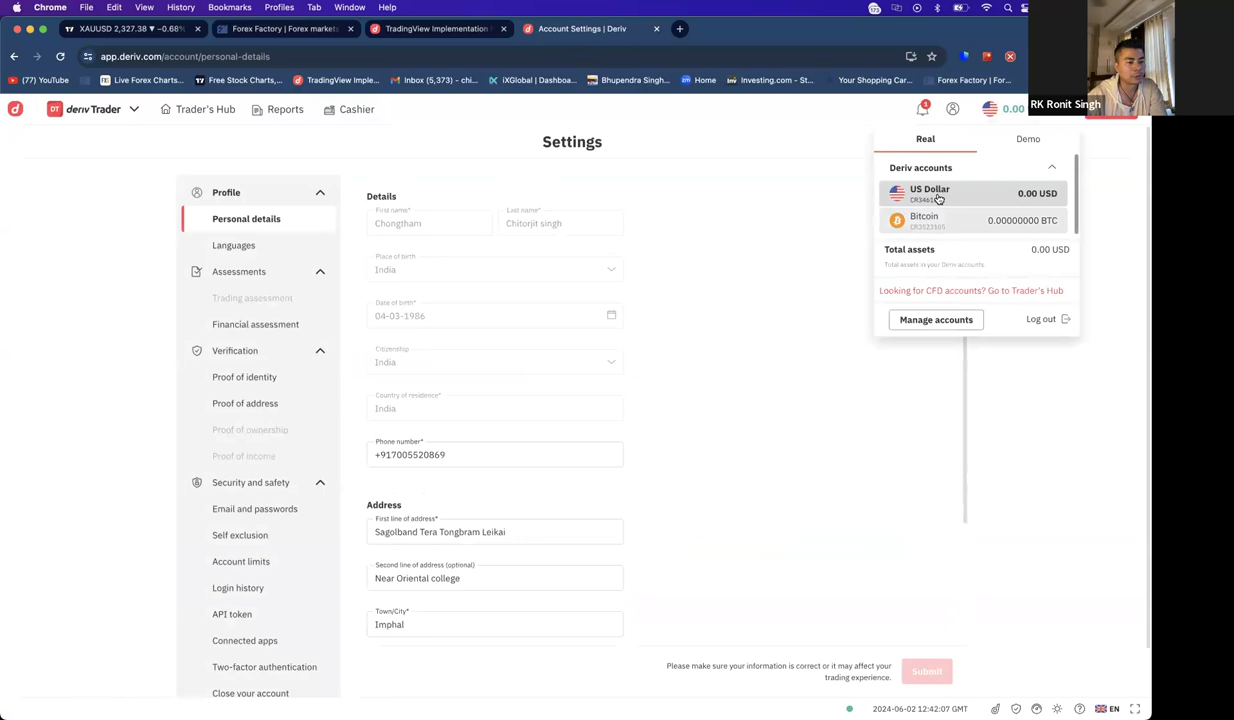 Chrome File Edit View History Bookmarks Profiles Tab Window Help
XAUUSD 2,327.38 ▼ −0.68% × Forex Factory | Forex markets × TradingView Implementation × Account Settings | Deriv × +
app.deriv.com/account/personal-details
(77) YouTube Live Forex Charts... Free Stock Charts,... TradingView Imple... Inbox (5,373) - chi... iXGlobal | Dashboa... Bhupendra Singh... Home Investing.com - St... Your Shopping Car... Forex Factory | For...
RK Ronit Singh
deriv Trader Trader's Hub Reports Cashier 1 0.00
Settings
Real Demo
Deriv accounts
US Dollar 0.00 USD
Bitcoin 0.00000000 BTC
CR3523165
Total assets 0.00 USD
Total assets in your Deriv accounts.
Looking for CFD accounts? Go to Trader's Hub
Manage accounts Log out
Profile
Personal details
Languages
Assessments
Trading assessment
Financial assessment
Verification
Proof of identity
Proof of address
Proof of ownership
Proof of income
Security and safety
Email and passwords
Self exclusion
Account limits
Login history
API token
Connected apps
Two-factor authentication
Close your account
Details
First name* Last name*
Chongtham Chitorjit singh
Place of birth
India
Date of birth*
04-03-1986
Citizenship
India
Country of residence*
India
Phone number*
+917005520869
Address
First line of address*
Sagolband Tera Tongbram Leikai
Second line of address (optional)
Near Oriental college
Town/City*
Imphal
Please make sure your information is correct or it may affect your
trading experience.
Submit
2024-06-02 12:42:07 GMT EN